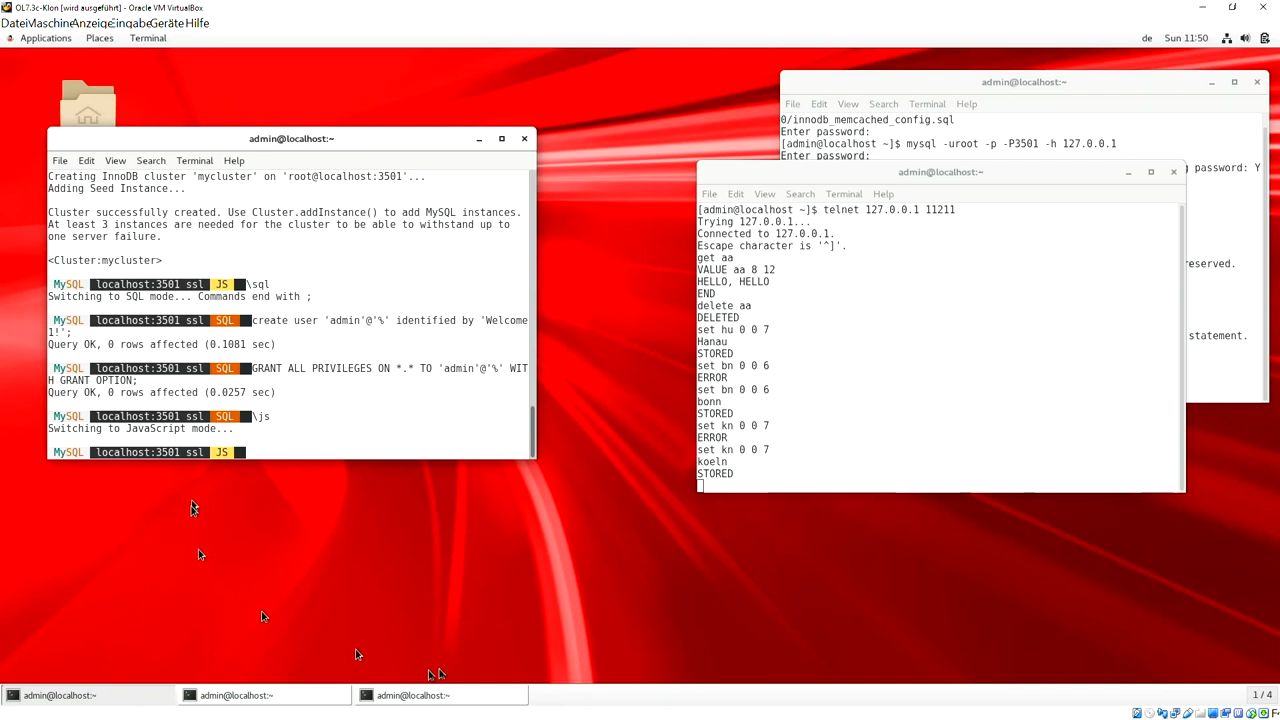 OL7.3c-Klon [wird ausgeführt] - Oracle VM VirtualBox
Datei Maschine Anzeige Eingabe Geräte Hilfe
Applications Places Terminal
de Sun 11:50
admin@localhost:~
File Edit View Search Terminal Help
Creating InnoDB cluster 'mycluster' on 'root@localhost:3501'...
Adding Seed Instance...
Cluster successfully created. Use Cluster.addInstance() to add MySQL instances.
At least 3 instances are needed for the cluster to be able to withstand up to
one server failure.
<Cluster:mycluster>
MySQL localhost:3501 ssl JS \sql
Switching to SQL mode... Commands end with ;
MySQL localhost:3501 ssl SQL create user 'admin'@'%' identified by 'Welcome
1!';
Query OK, 0 rows affected (0.1081 sec)
MySQL localhost:3501 ssl SQL GRANT ALL PRIVILEGES ON *.* TO 'admin'@'%' WIT
H GRANT OPTION;
Query OK, 0 rows affected (0.0257 sec)
MySQL localhost:3501 ssl SQL \js
Switching to JavaScript mode...
MySQL localhost:3501 ssl JS
admin@localhost:~
File Edit View Search Terminal Help
0/innodb_memcached_config.sql
Enter password:
[admin@localhost ~]$ mysql -uroot -p -P3501 -h 127.0.0.1
Enter password:
ng password: Y
reserved.
statement.
admin@localhost:~
File Edit View Search Terminal Help
[admin@localhost ~]$ telnet 127.0.0.1 11211
Trying 127.0.0.1...
Connected to 127.0.0.1.
Escape character is '^]'.
get aa
VALUE aa 8 12
HELLO, HELLO
END
delete aa
DELETED
set hu 0 0 7
Hanau
STORED
set bn 0 0 6
ERROR
set bn 0 0 6
bonn
STORED
set kn 0 0 7
ERROR
set kn 0 0 7
koeln
STORED
admin@localhost:~
admin@localhost:~
admin@localhost:~
1 / 4